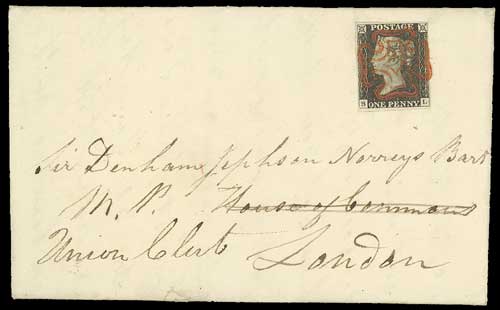 POSTAGE
ONE PENNY
S L
Sir Denham Jephson Norreys Bart
M. P. House of Commons
Union Club London